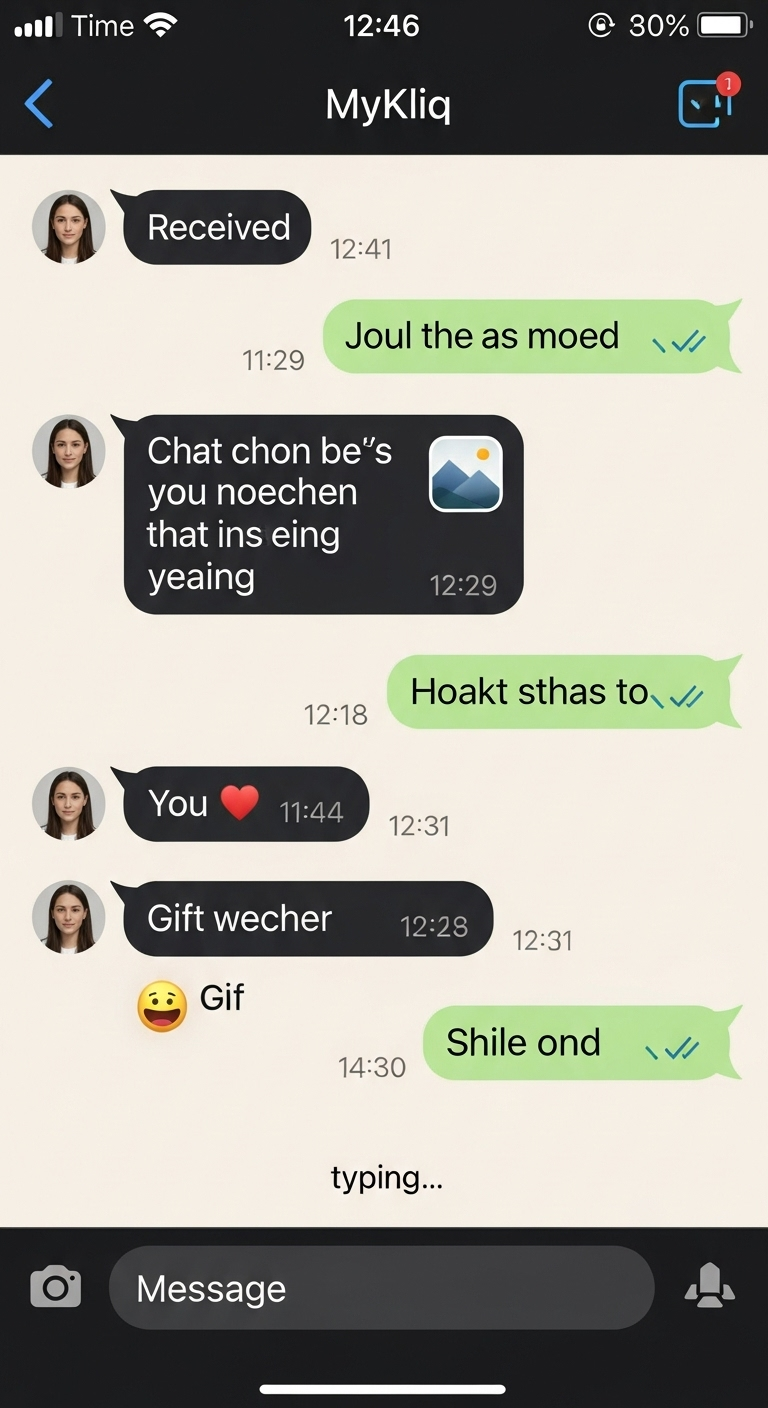 Time 12:46 30%
MyKliq
1
Received
12:41
Joul the as moed
11:29
Chat chon be"s
you noechen
that ins eing
yeaing
12:29
Hoakt sthas to
12:18
You ❤️ 11:44
12:31
Gift wecher 12:28
12:31
😃 Gif
Shile ond
14:30
typing...
Message